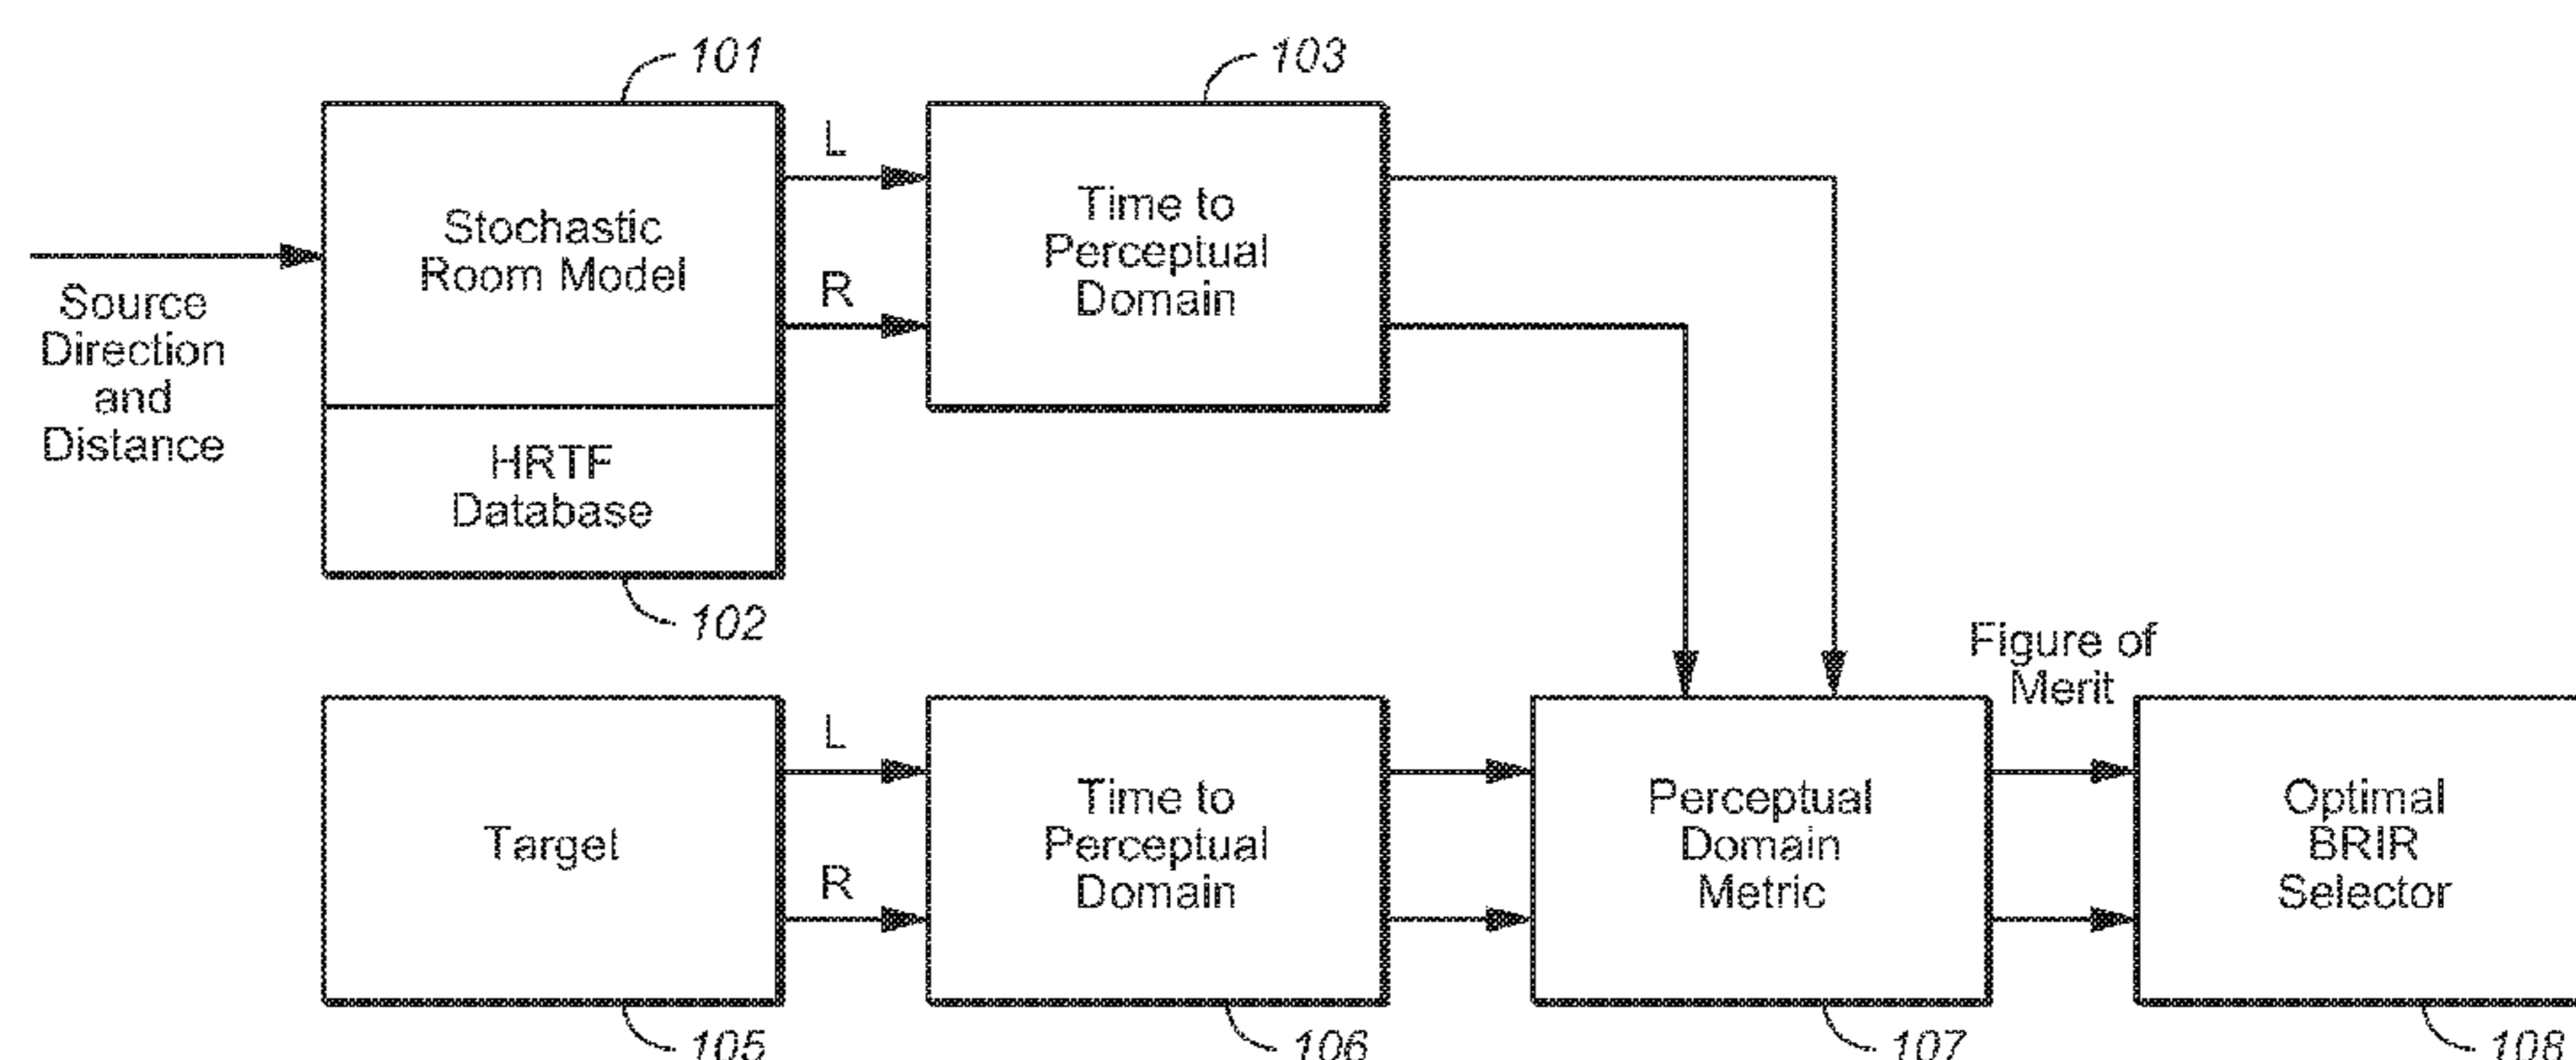 101
103
L
R
Stochastic
Room Model
Time to
Perceptual
Domain
Source
Direction
and
Distance
HRTF
Database
102
Figure of
Merit
L
R
Target
Time to
Perceptual
Domain
Perceptual
Domain
Metric
Optimal
BRIR
Selector
105
106
107
108